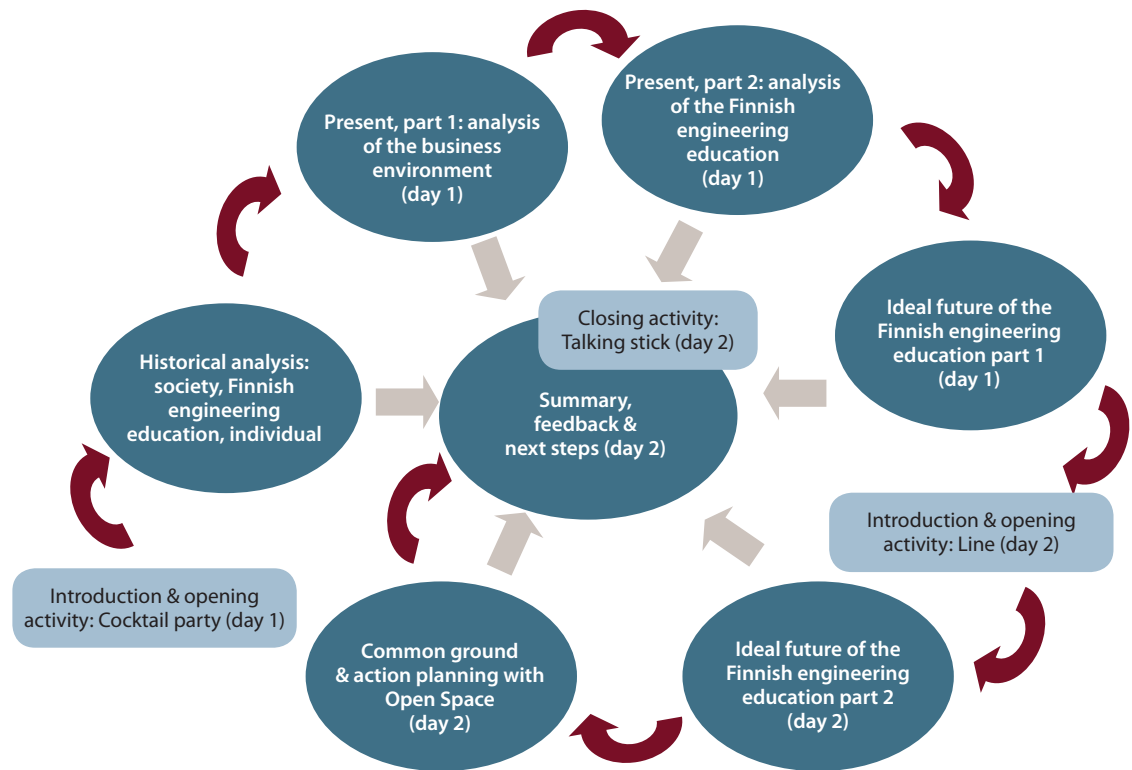 Present, part 1: analysis
of the business
environment
(day 1)
Present, part 2: analysis
of the Finnish
engineering
education
(day 1)
Ideal future of the
Finnish engineering
education part 1
(day 1)
Closing activity:
Talking stick (day 2)
Historical analysis:
society, Finnish
engineering
education, individual
Summary,
feedback &
next steps (day 2)
Introduction & opening
activity: Line (day 2)
Introduction & opening
activity: Cocktail party (day 1)
Common ground
& action planning with
Open Space
(day 2)
Ideal future of the
Finnish engineering
education part 2
(day 2)